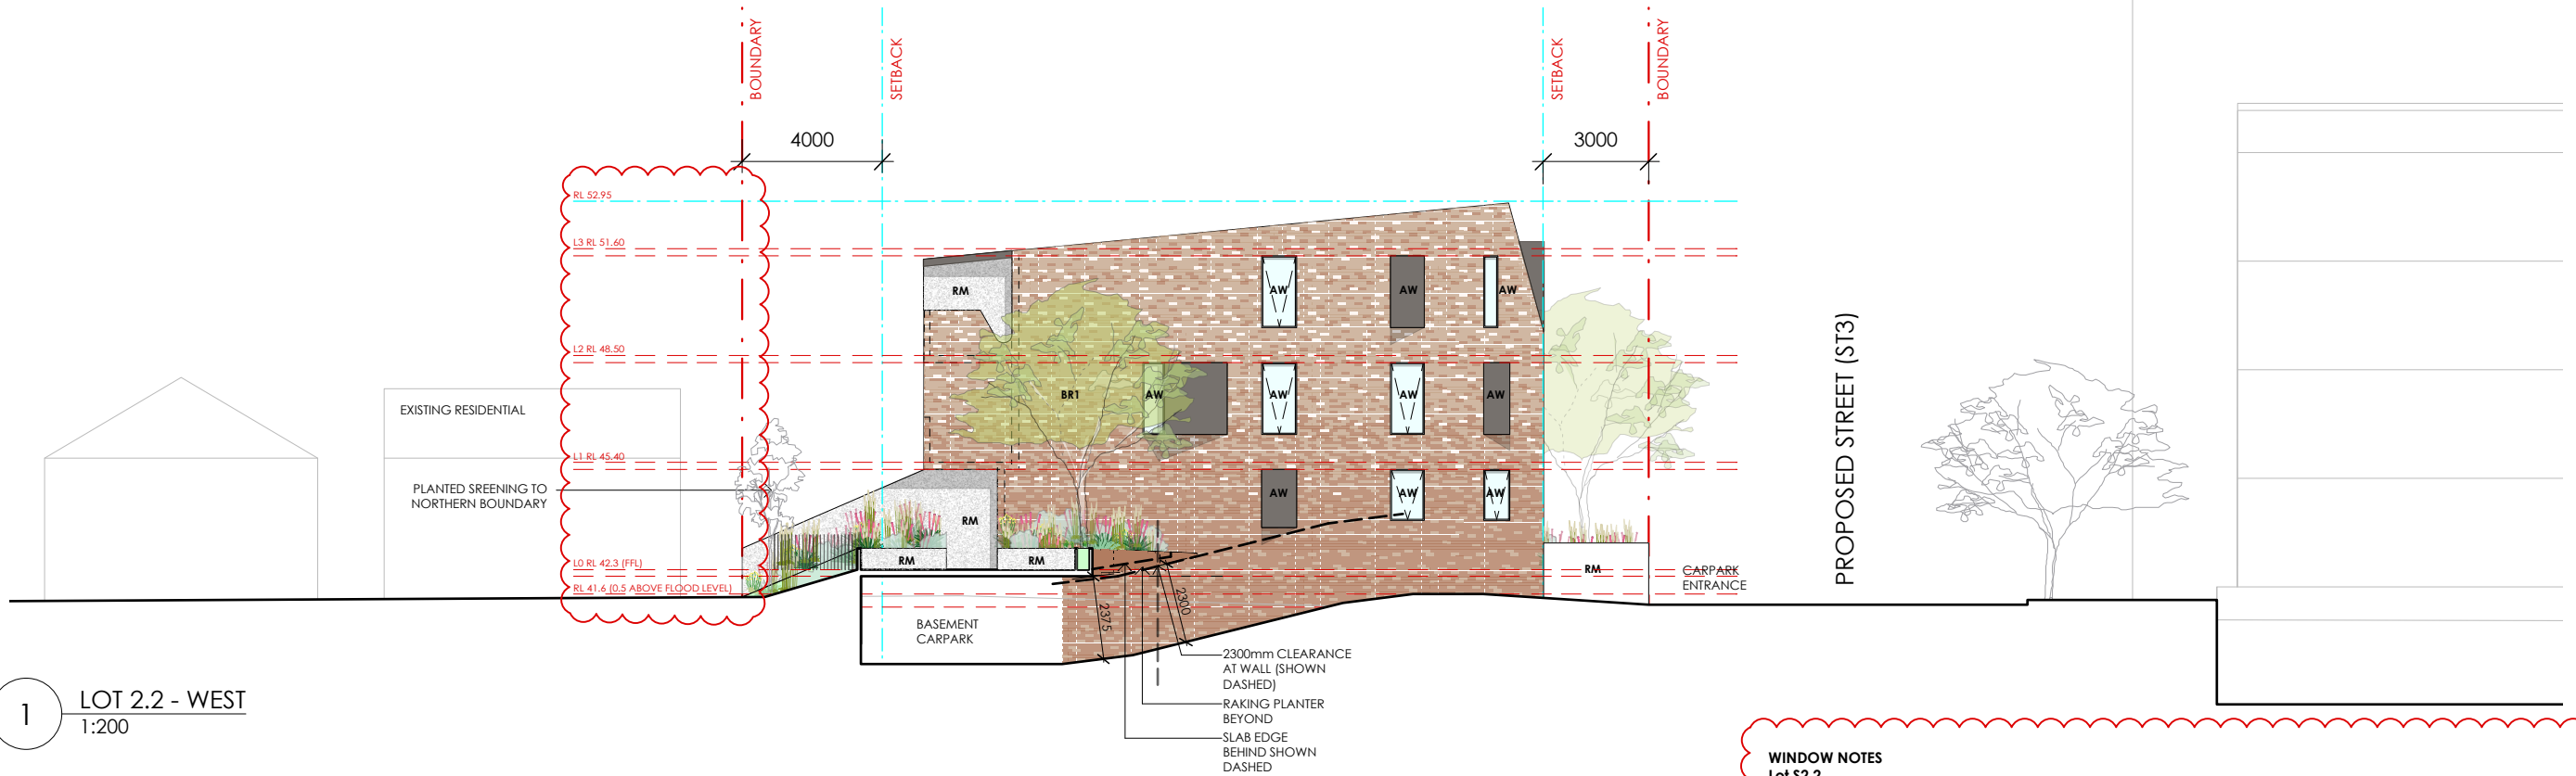 BOUNDARY
SETBACK
SETBACK
BOUNDARY
4000
3000
RL 52.95
L3 RL 51.60
RM
AW
AW
AW
L2 RL 48.50
EXISTING RESIDENTIAL
BR1
AW
AW
AW
AW
PROPOSED STREET (ST3)
L1 RL 45.40
PLANTED SREENING TO
NORTHERN BOUNDARY
AW
AW
AW
RM
RM
RM
L0 RL 42.3 (FFL)
RM
CARPARK
ENTRANCE
RL 41.6 (0.5 ABOVE FLOOD LEVEL)
2375
2300
BASEMENT
CARPARK
2300mm CLEARANCE
AT WALL (SHOWN
DASHED)
RAKING PLANTER
BEYOND
SLAB EDGE
BEHIND SHOWN
DASHED
1
LOT 2.2 - WEST
1:200
WINDOW NOTES
Lot S2.2